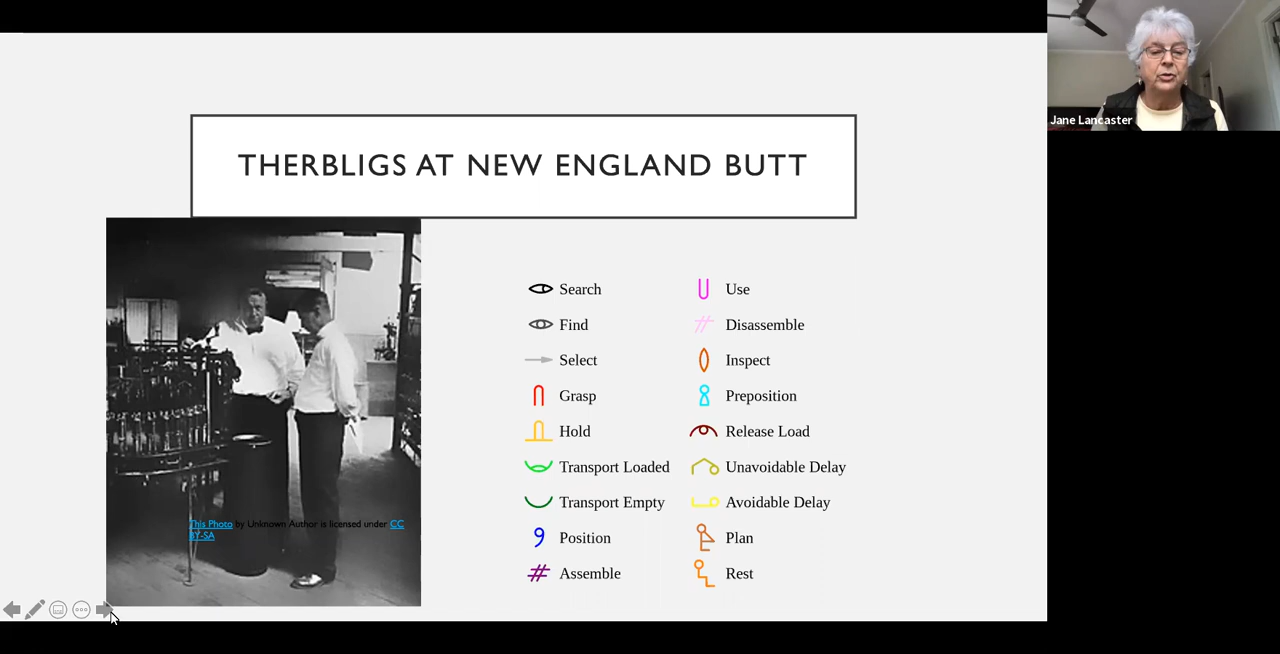 Jane Lancaster
THERBLIGS AT NEW ENGLAND BUTT
Search
Find
Select
Grasp
Hold
Transport Loaded
Transport Empty
Position
Assemble
Use
Disassemble
Inspect
Preposition
Release Load
Unavoidable Delay
Avoidable Delay
Plan
Rest
This Photo by Unknown Author is licensed under CC
BY-SA